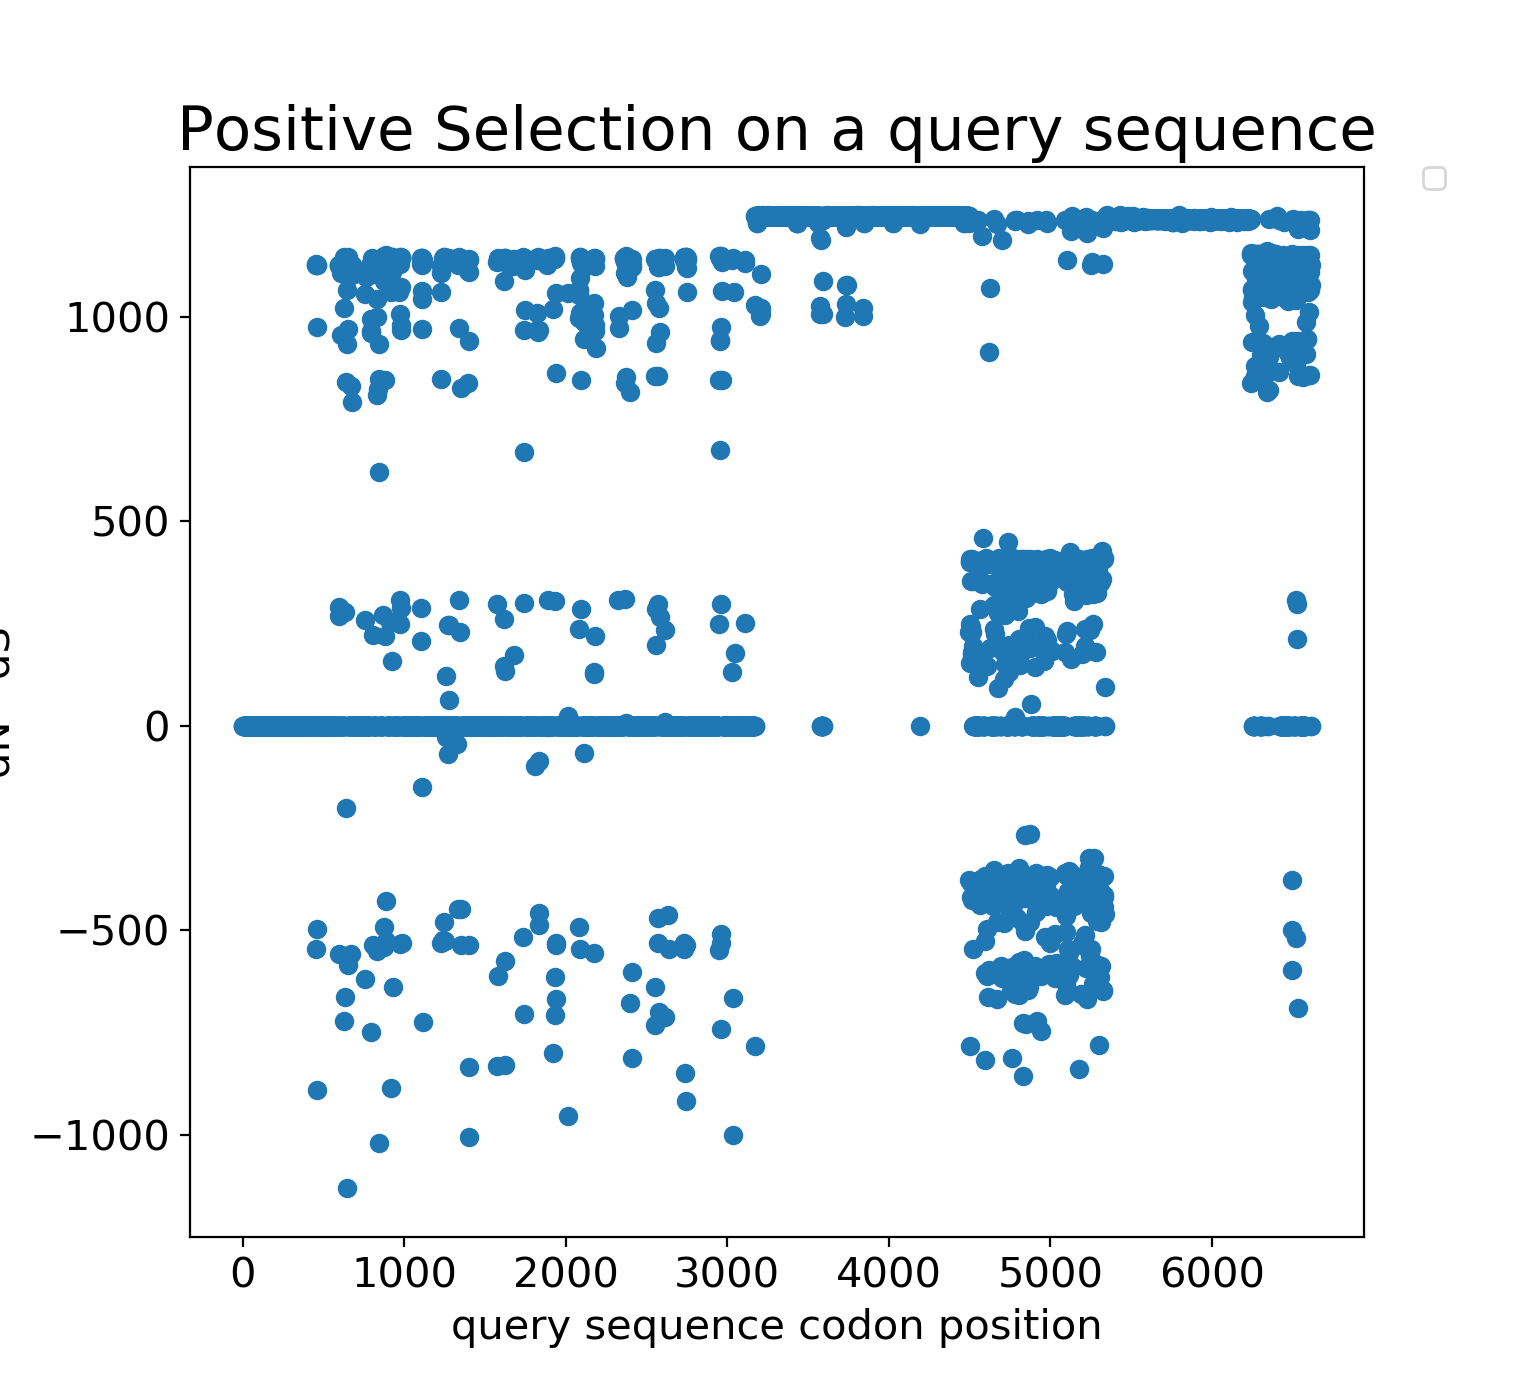 Positive Selection on a query sequence
1000
500
0
−500
−1000
0 1000 2000 3000 4000 5000 6000
query sequence codon position